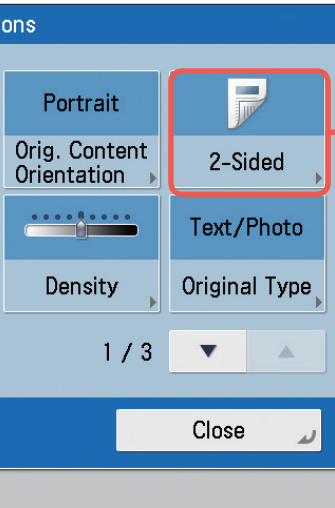 ons
Portrait
Orig. Content
Orientation
2-Sided
Density
Text/Photo
Original Type
1 / 3
Close